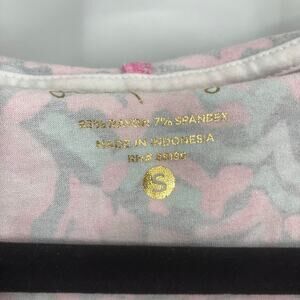 93% RAYON 7% SPANDEX
MADE IN INDONESIA
RN#
S